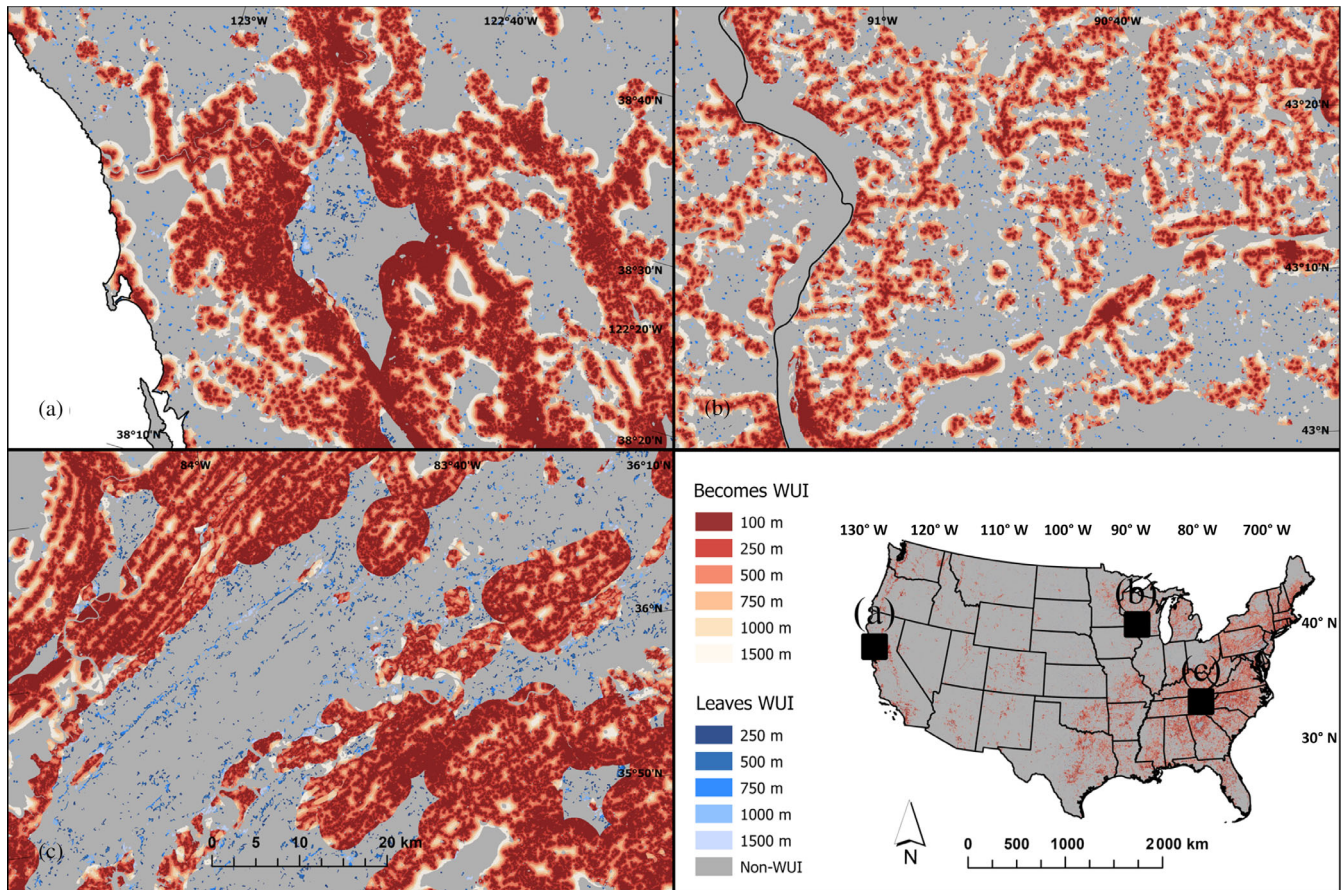 123°W
122°40'W
38°40'N
38°30'N
122°20'W
38°20'N
38°10'N
(a)
91°W
90°40'W
43°20'N
43°10'N
43°N
(b)
84°W
83°40'W
36°10'N
36°N
35°50'N
0 5 10 20 km
(c)
Becomes WUI
100 m
250 m
500 m
750 m
1000 m
1500 m
Leaves WUI
250 m
500 m
750 m
1000 m
1500 m
Non-WUI
130° W 120° W 110° W 100° W 90° W 80° W 700° W
(a)
(b)
(c)
40° N
30° N
N
0 500 1000 2000 km